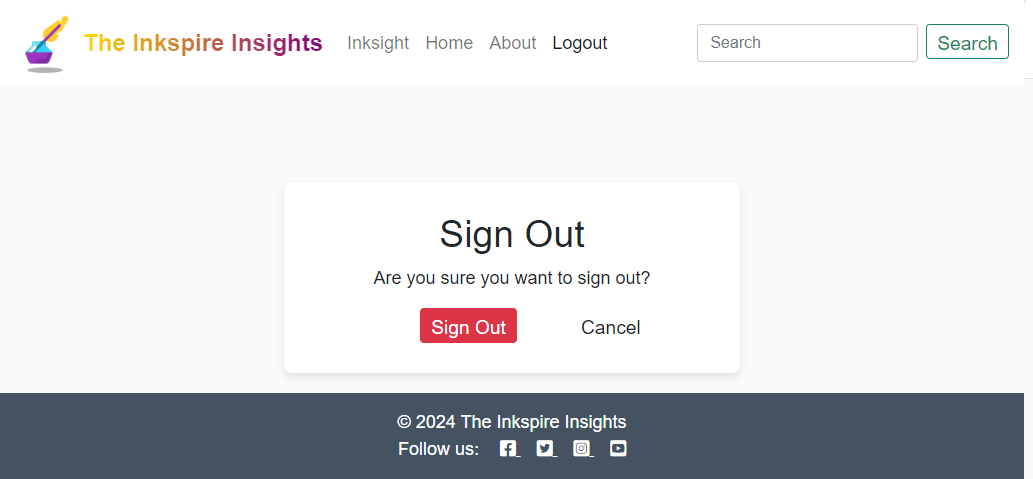 The Inkspire Insights Inksight Home About Logout Search Search
Sign Out
Are you sure you want to sign out?
Sign Out Cancel
© 2024 The Inkspire Insights
Follow us: